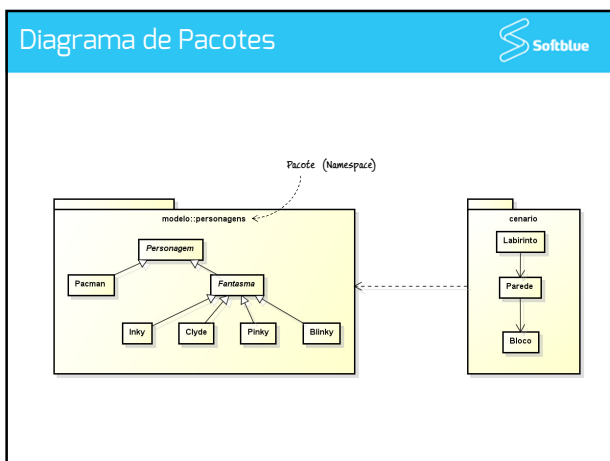 Diagrama de Pacotes
Softblue
Pacote (Namespace)
modelo::personagens
Personagem
Pacman
Fantasma
Inky
Clyde
Pinky
Blinky
cenario
Labirinto
Parede
Bloco